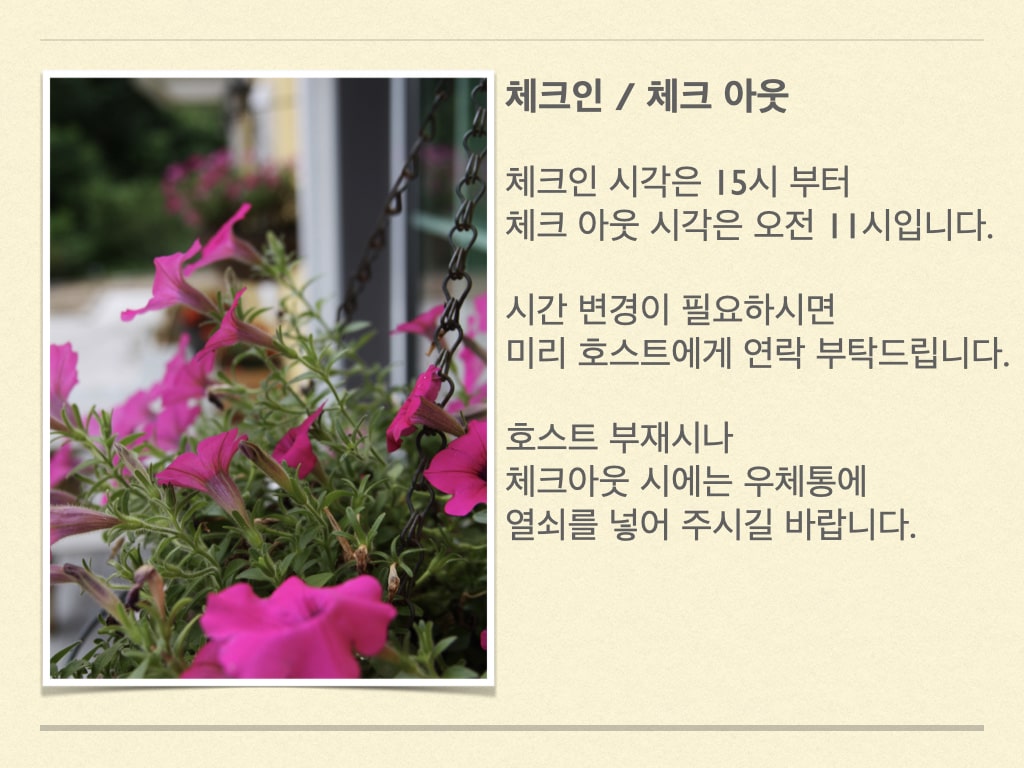 체크인 / 체크 아웃
체크인 시각은 15시 부터
체크 아웃 시각은 오전 11시입니다.
시간 변경이 필요하시면
미리 호스트에게 연락 부탁드립니다.
호스트 부재시나
체크아웃 시에는 우체통에
열쇠를 넣어 주시길 바랍니다.